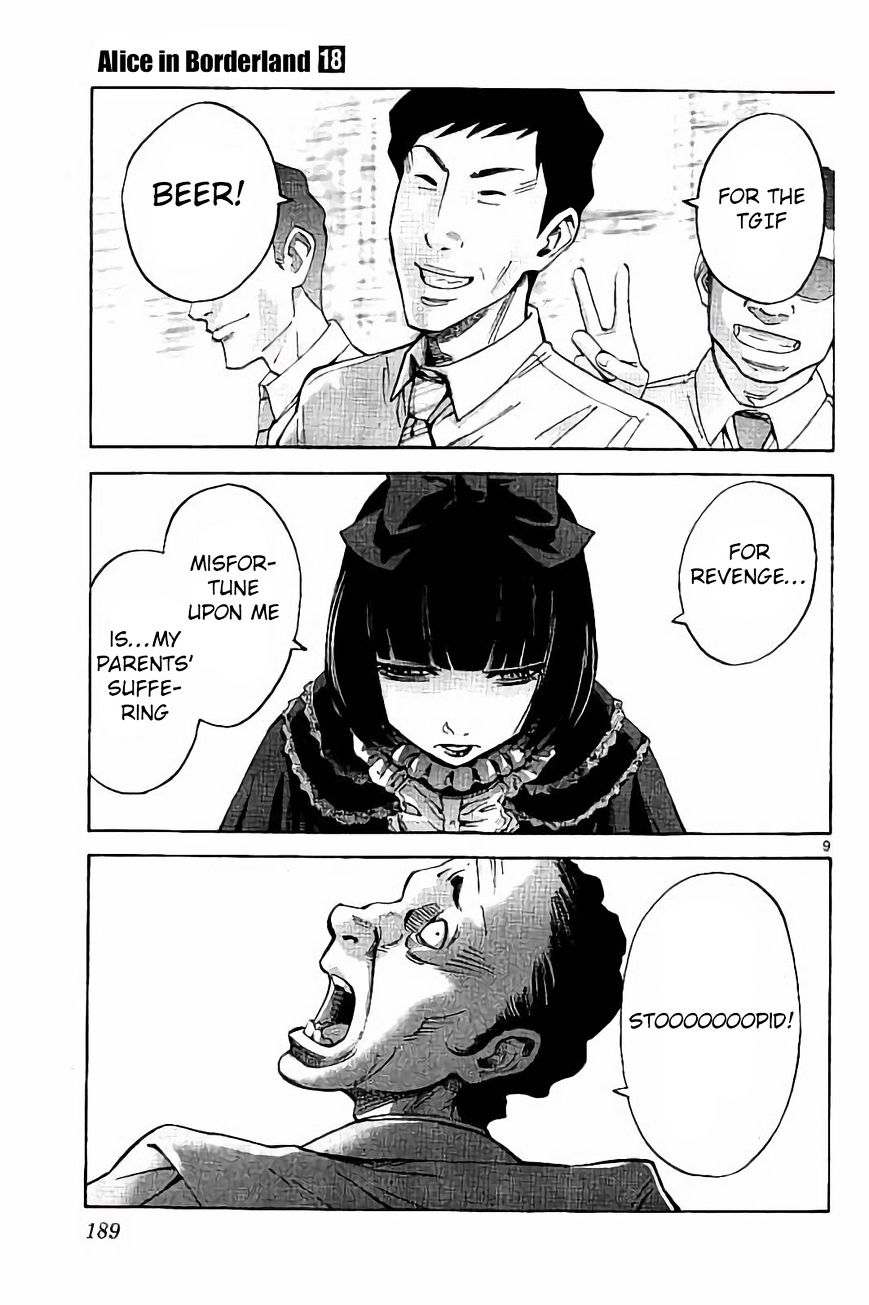 Alice in Borderland 18
FOR THE
TGIF
BEER!
FOR
REVENGE...
MISFOR-
TUNE
UPON ME
IS...MY
PARENTS'
SUFFE-
RING
9
STOOOOOOOPID!
189